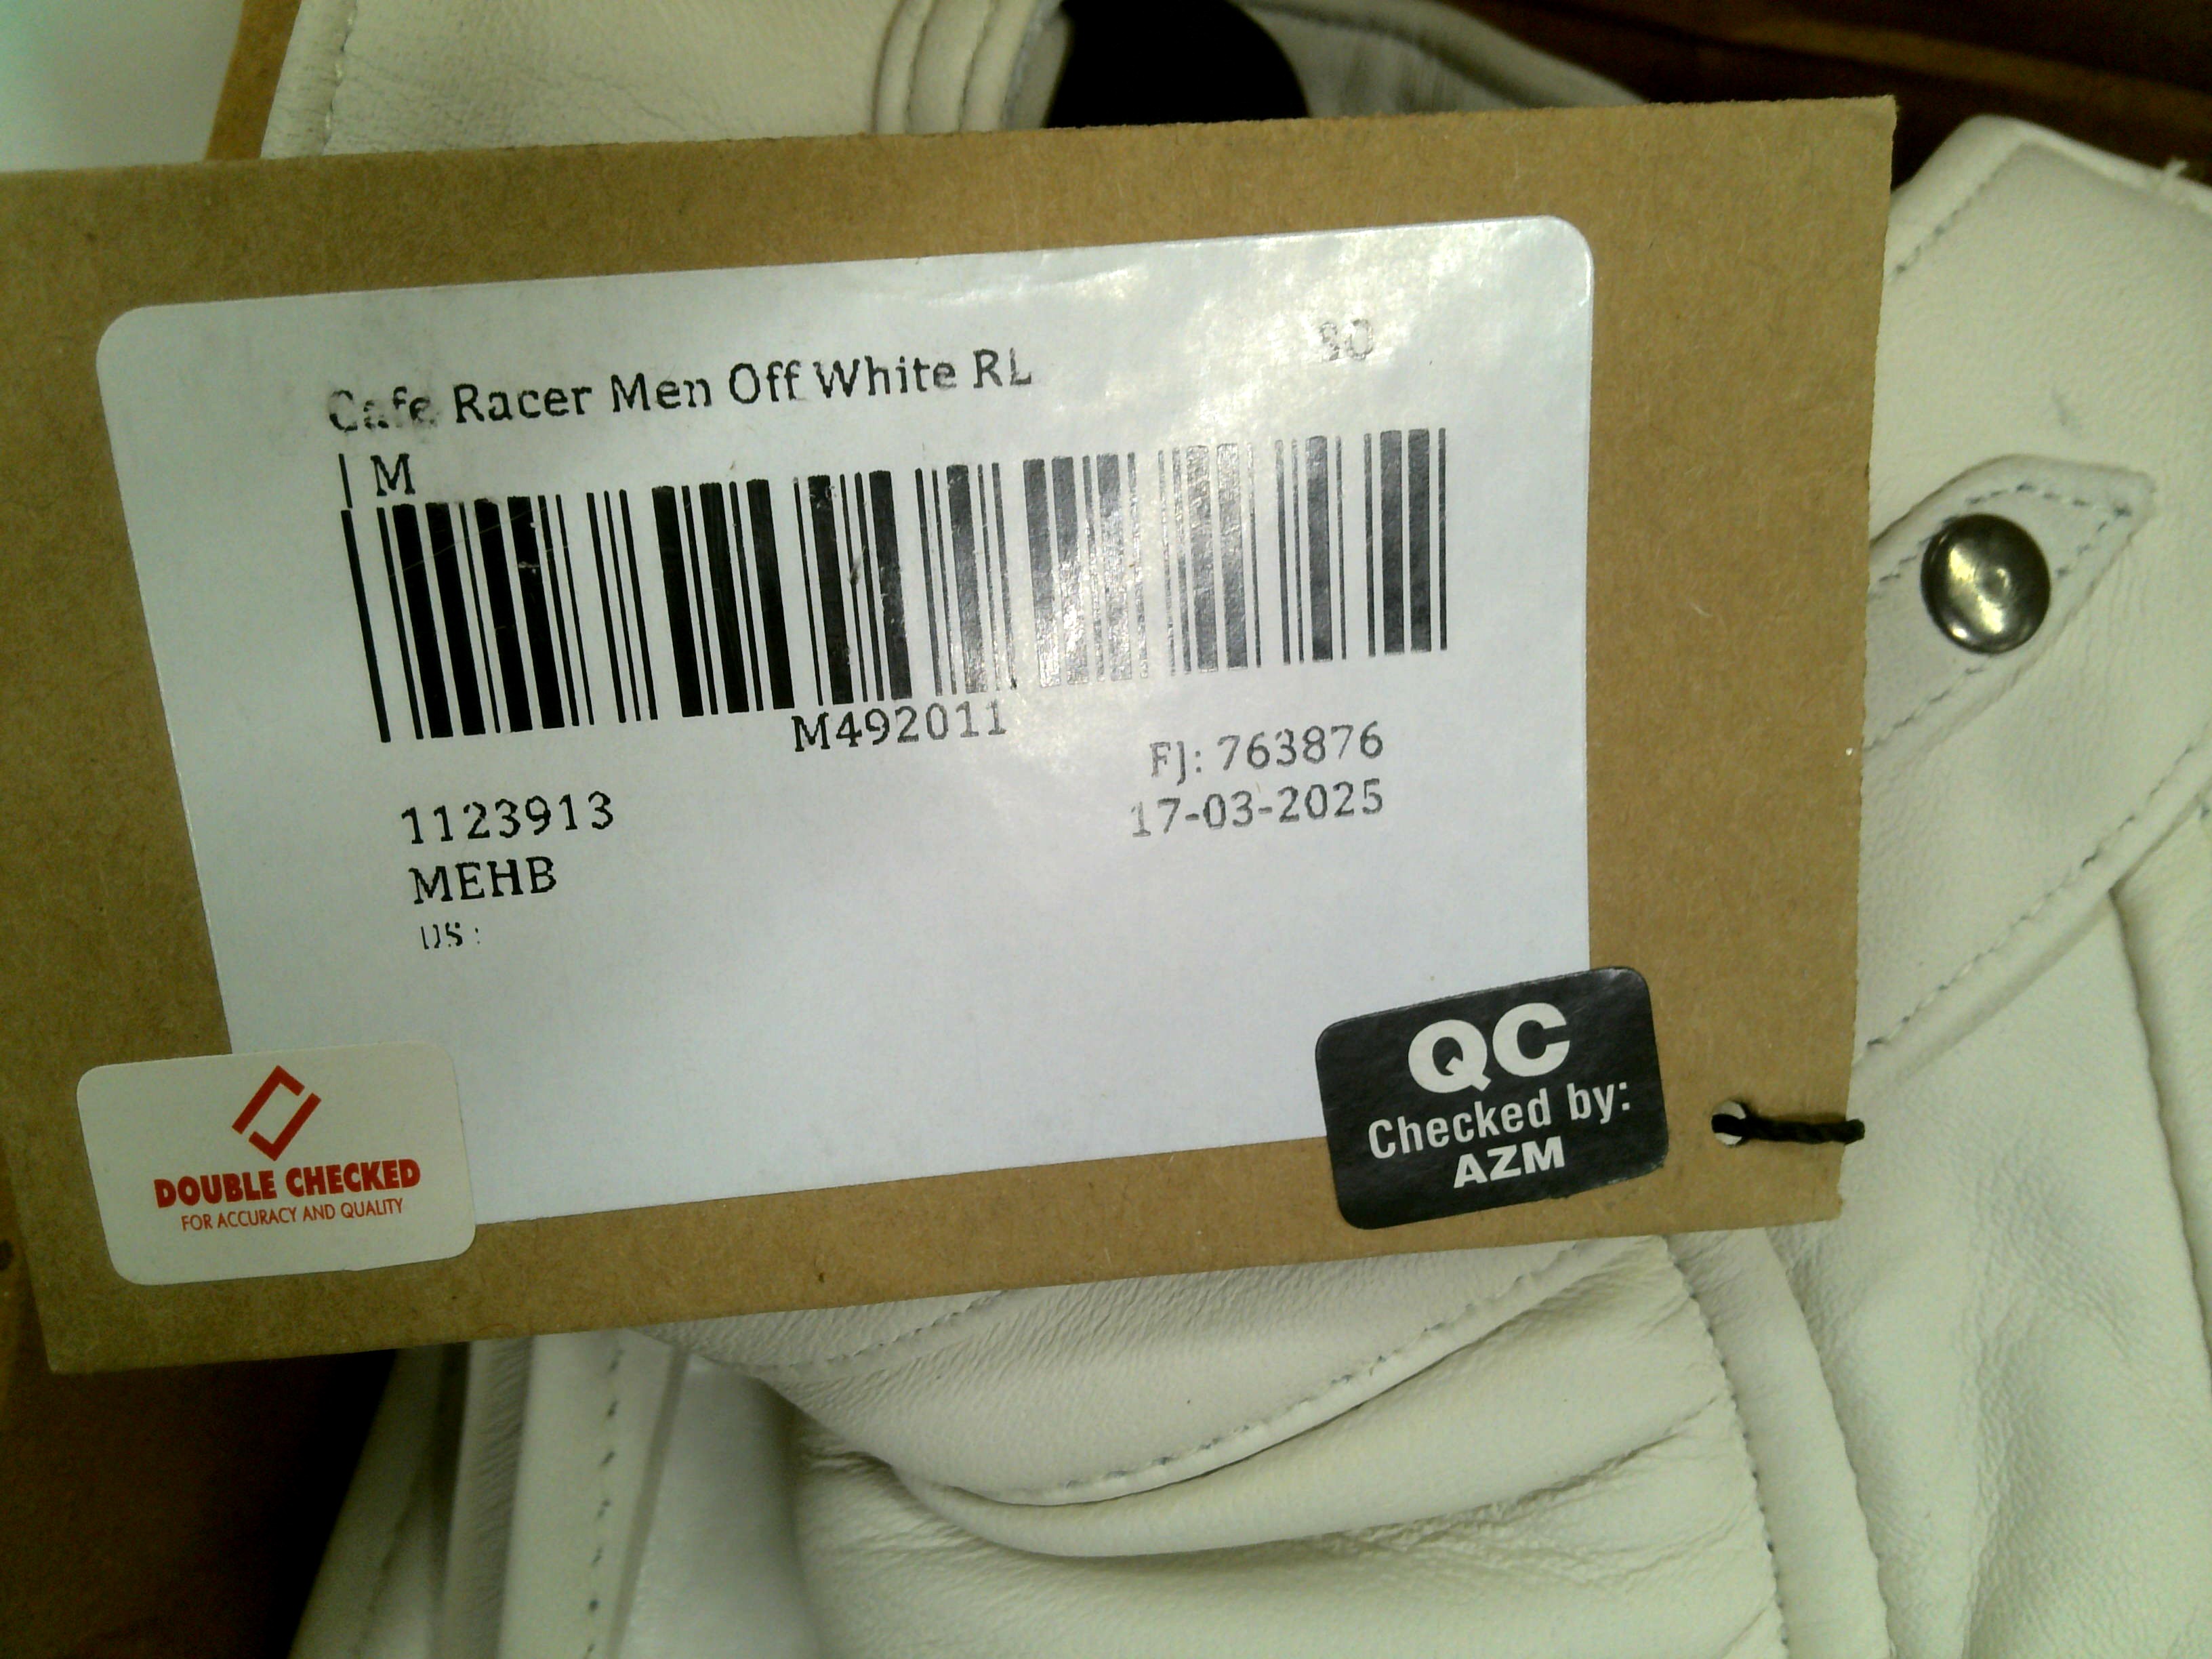 Cafe Racer Men Off White RL
| M
M492011
FJ: 763876
1123913
17-03-2025
MEHB
US :
QC
Checked by:
AZM
DOUBLE CHECKED
FOR ACCURACY AND QUALITY